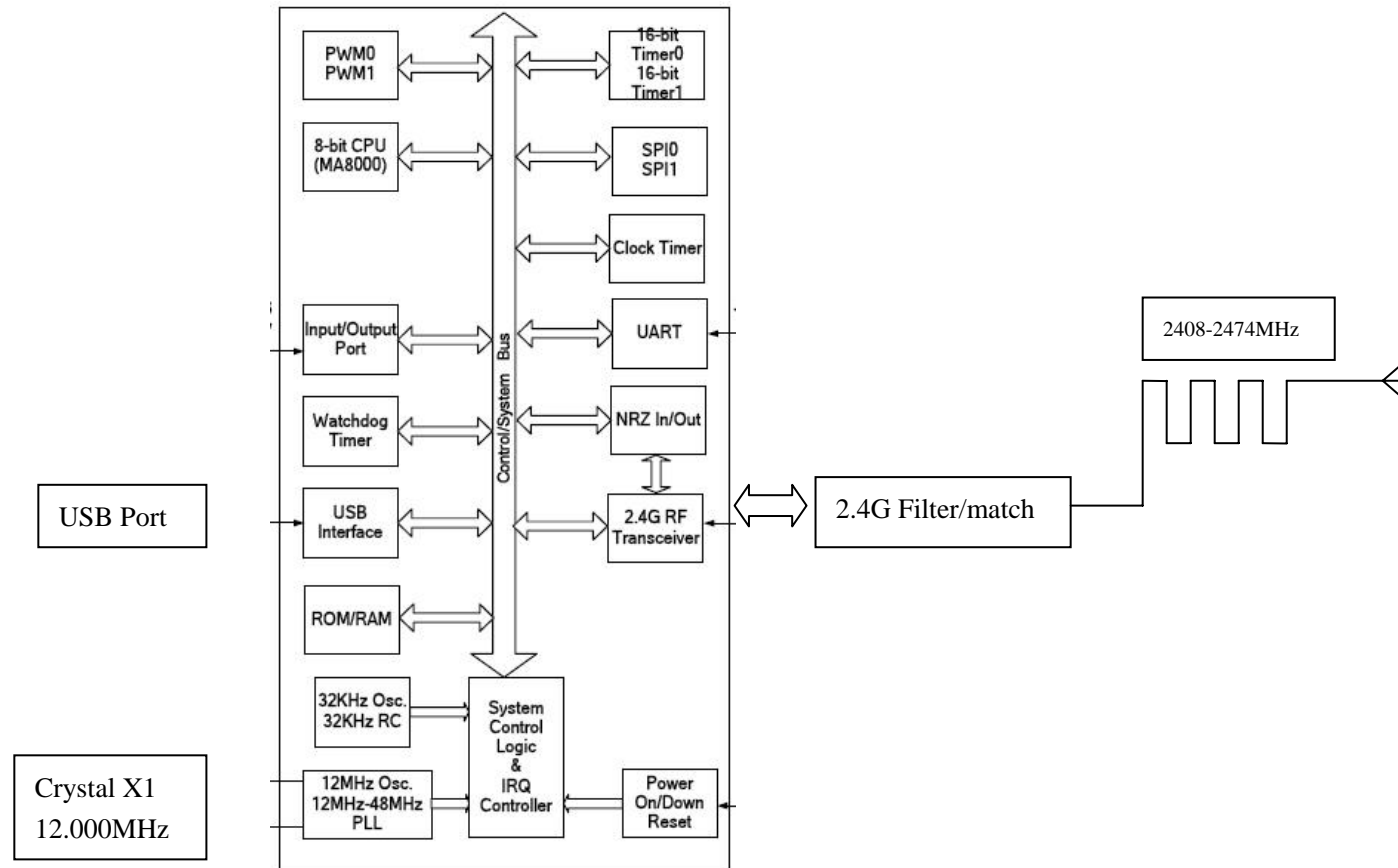 PWM0
PWM1
16-bit
Timer0
16-bit
Timer1
8-bit CPU
(MA8000)
SPI0
SPI1
Clock Timer
Input/Output
Port
UART
Control/System Bus
2408-2474MHz
Watchdog
Timer
NRZ In/Out
USB Port
USB
Interface
2.4G RF
Transceiver
2.4G Filter/match
ROM/RAM
32KHz Osc.
32KHz RC
System
Control
Logic
&
IRQ
Controller
Crystal X1
12.000MHz
12MHz Osc.
12MHz-48MHz
PLL
Power
On/Down
Reset